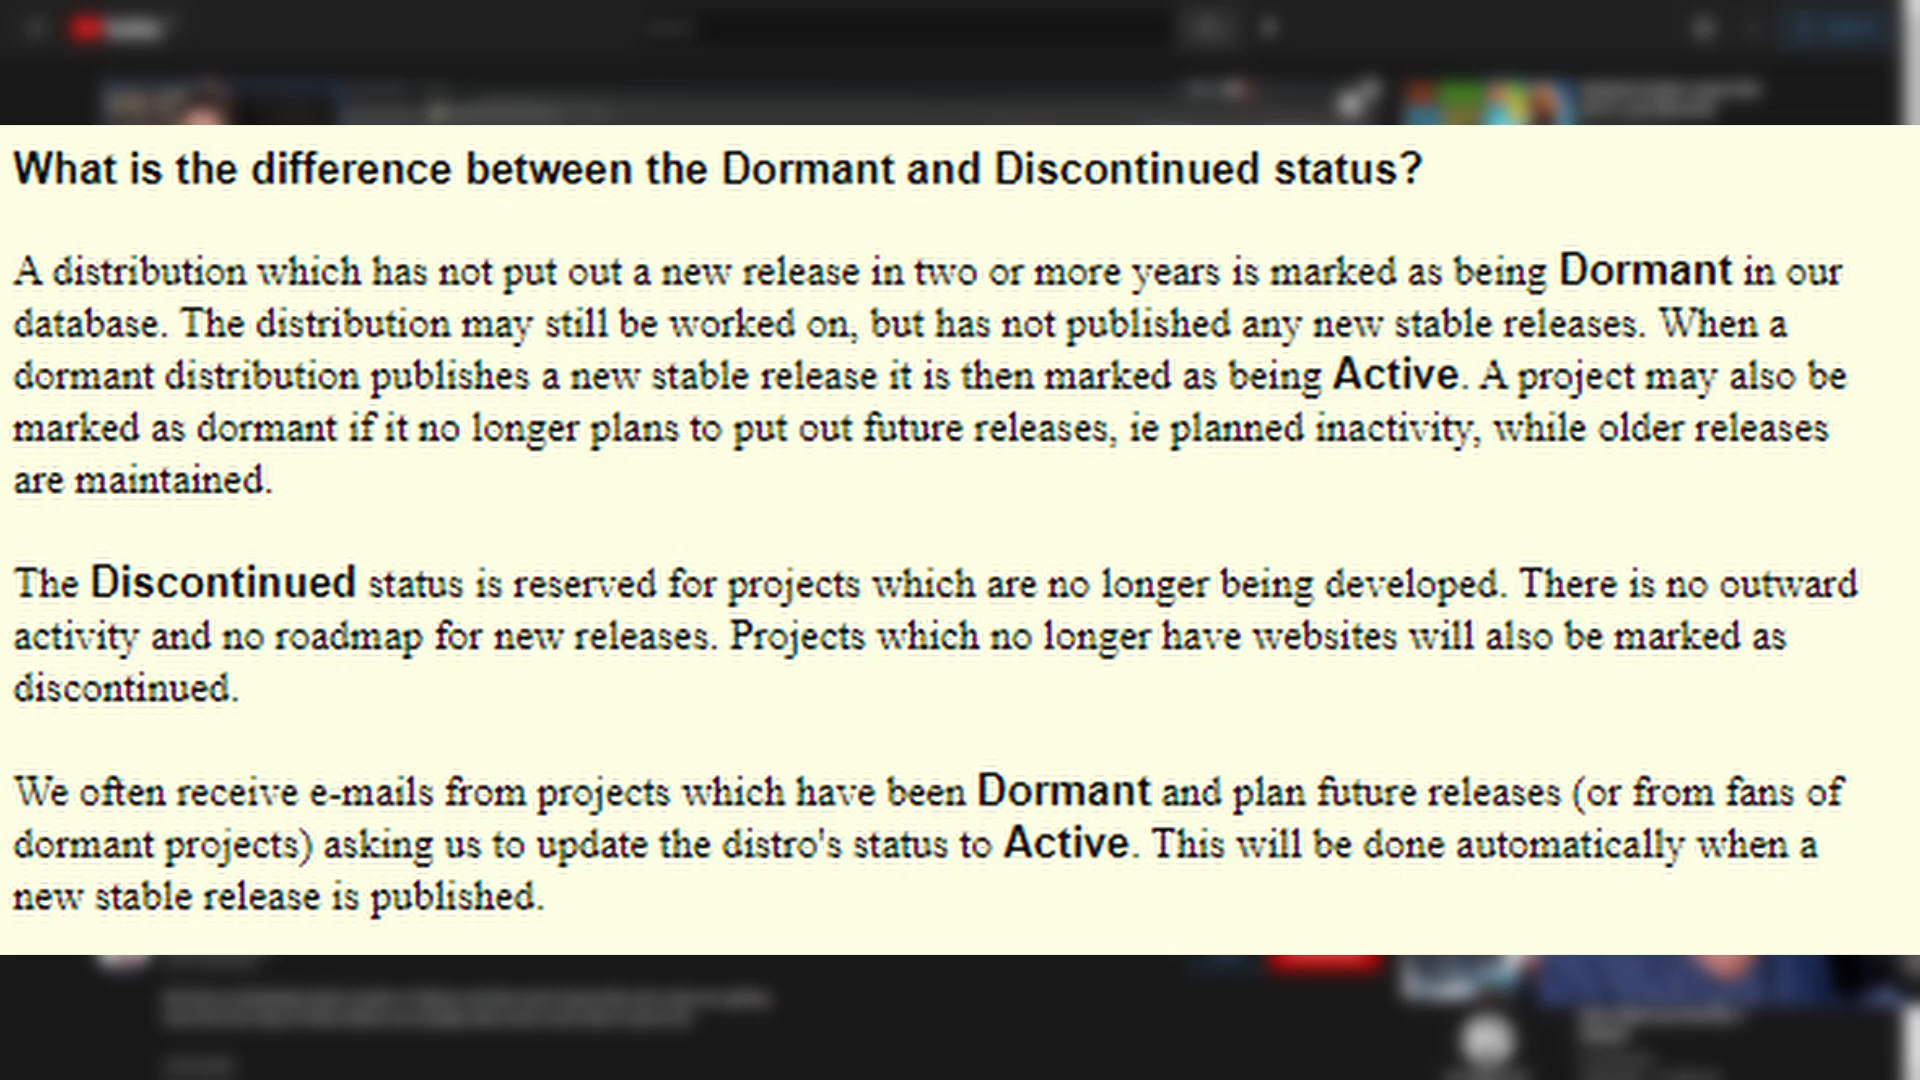 What is the difference between the Dormant and Discontinued status?
A distribution which has not put out a new release in two or more years is marked as being Dormant in our
database. The distribution may still be worked on, but has not published any new stable releases. When a
dormant distribution publishes a new stable release it is then marked as being Active. A project may also be
marked as dormant if it no longer plans to put out future releases, ie planned inactivity, while older releases
are maintained.
The Discontinued status is reserved for projects which are no longer being developed. There is no outward
activity and no roadmap for new releases. Projects which no longer have websites will also be marked as
discontinued.
We often receive e-mails from projects which have been Dormant and plan future releases (or from fans of
dormant projects) asking us to update the distro's status to Active. This will be done automatically when a
new stable release is published.